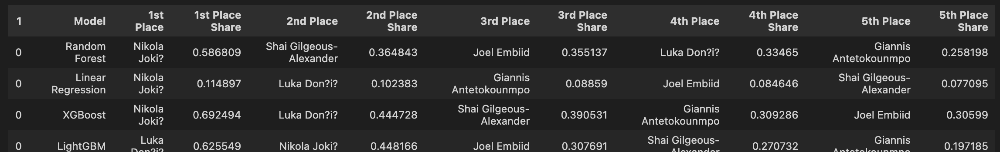 1 Model 1st Place 1st Place Share 2nd Place 2nd Place Share 3rd Place 3rd Place Share 4th Place 4th Place Share 5th Place 5th Place Share
0 Random Forest Nikola Joki? 0.586809 Shai Gilgeous-Alexander 0.364843 Joel Embiid 0.355137 Luka Don?i? 0.33465 Giannis Antetokounmpo 0.258198
0 Linear Regression Nikola Joki? 0.114897 Luka Don?i? 0.102383 Giannis Antetokounmpo 0.08859 Joel Embiid 0.084646 Shai Gilgeous-Alexander 0.077095
0 XGBoost Nikola Joki? 0.692494 Luka Don?i? 0.444728 Shai Gilgeous-Alexander 0.390531 Giannis Antetokounmpo 0.309286 Joel Embiid 0.30599
0 LightGBM Luka Don?i? 0.625549 Nikola Joki? 0.448166 Joel Embiid 0.307691 Shai Gilgeous-Alexander 0.270732 Giannis Antetokounmpo 0.197185